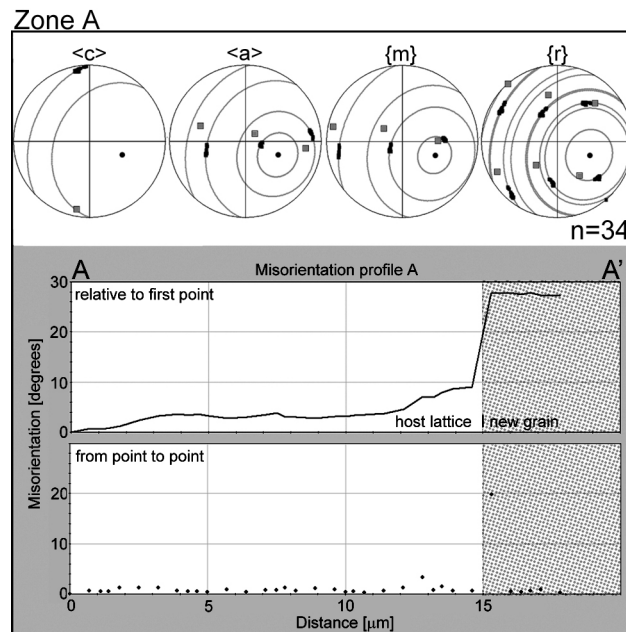 Zone A
<c> <a> {m} {r}
n=34
A Misorientation profile A A'
30
relative to first point
20
10
host lattice new grain
0
from point to point
20
10
0
0 5 10 15 20
Distance [µm]
Misorientation [degrees]